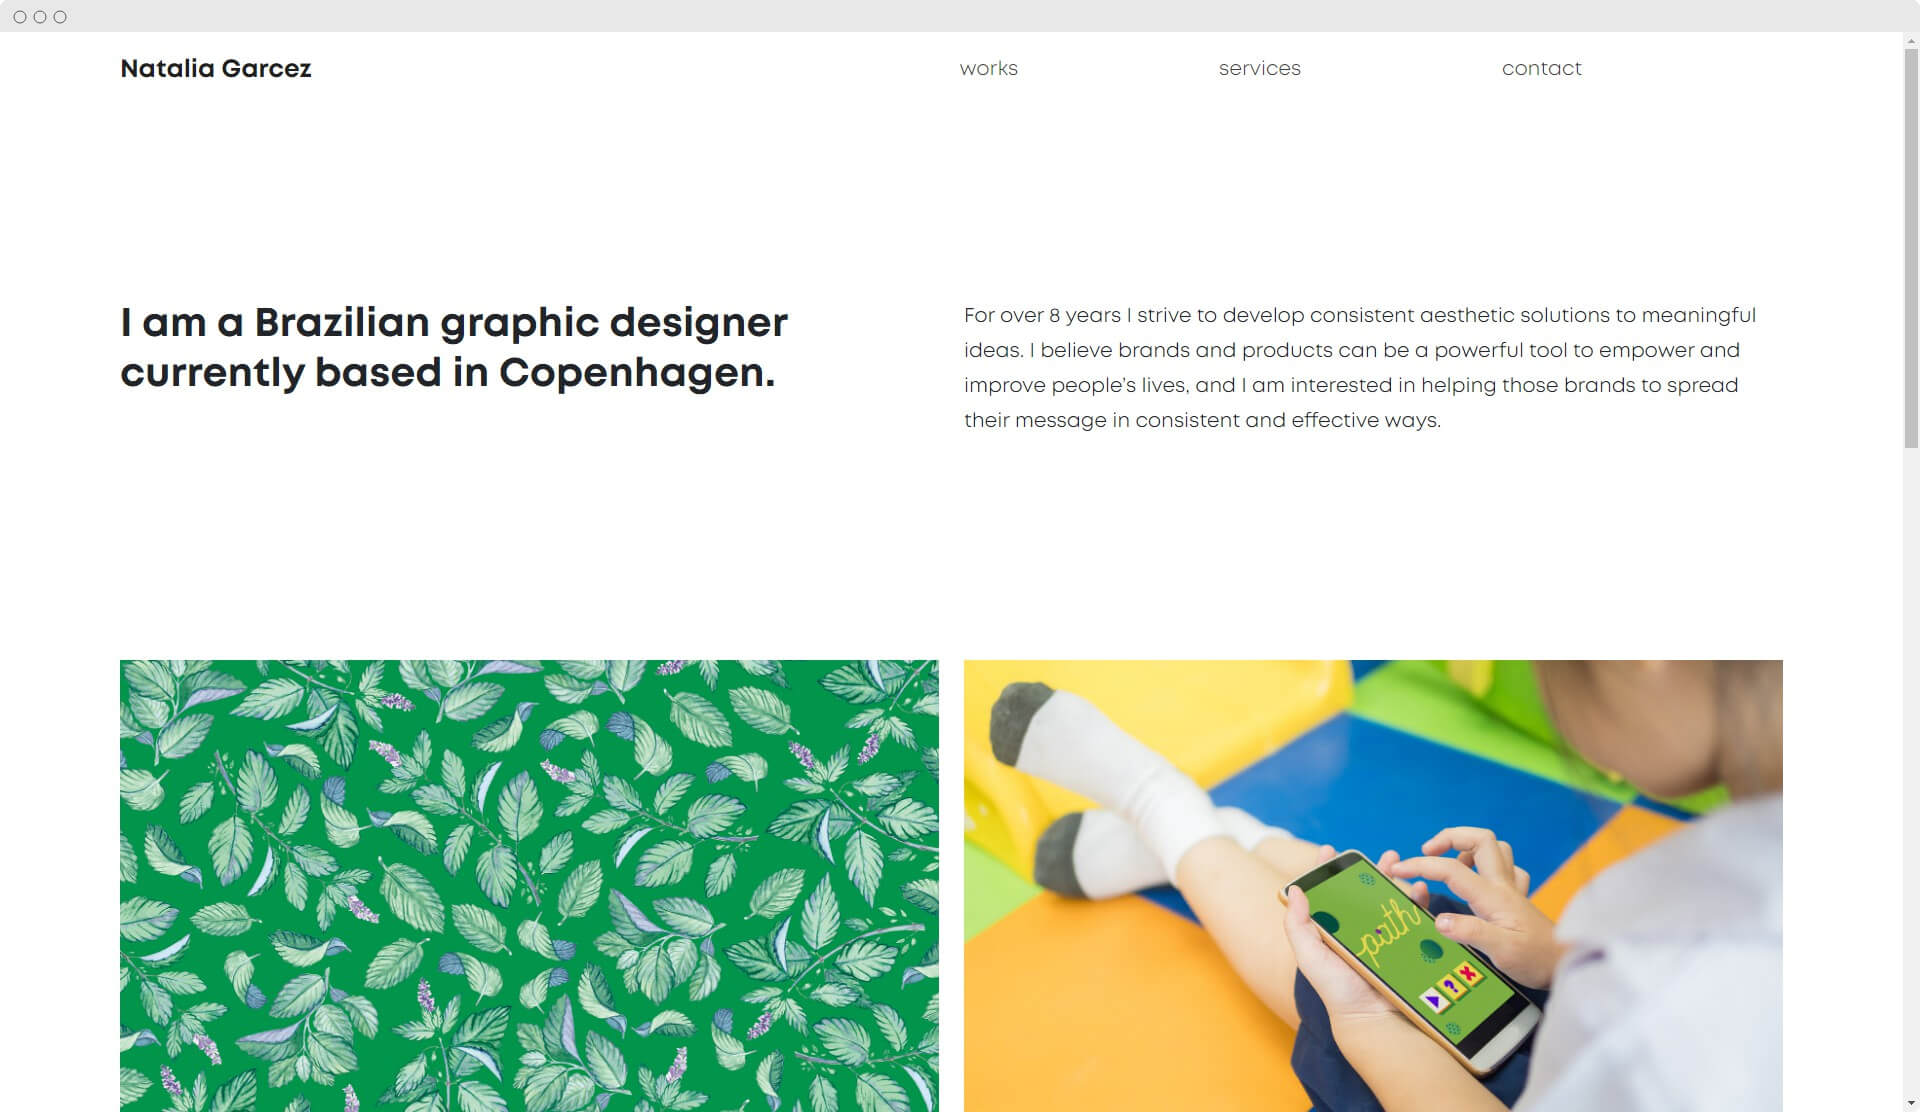 Natalia Garcez
works
services
contact
I am a Brazilian graphic designer
currently based in Copenhagen.
For over 8 years I strive to develop consistent aesthetic solutions to meaningful
ideas. I believe brands and products can be a powerful tool to empower and
improve people's lives, and I am interested in helping those brands to spread
their message in consistent and effective ways.
path
?